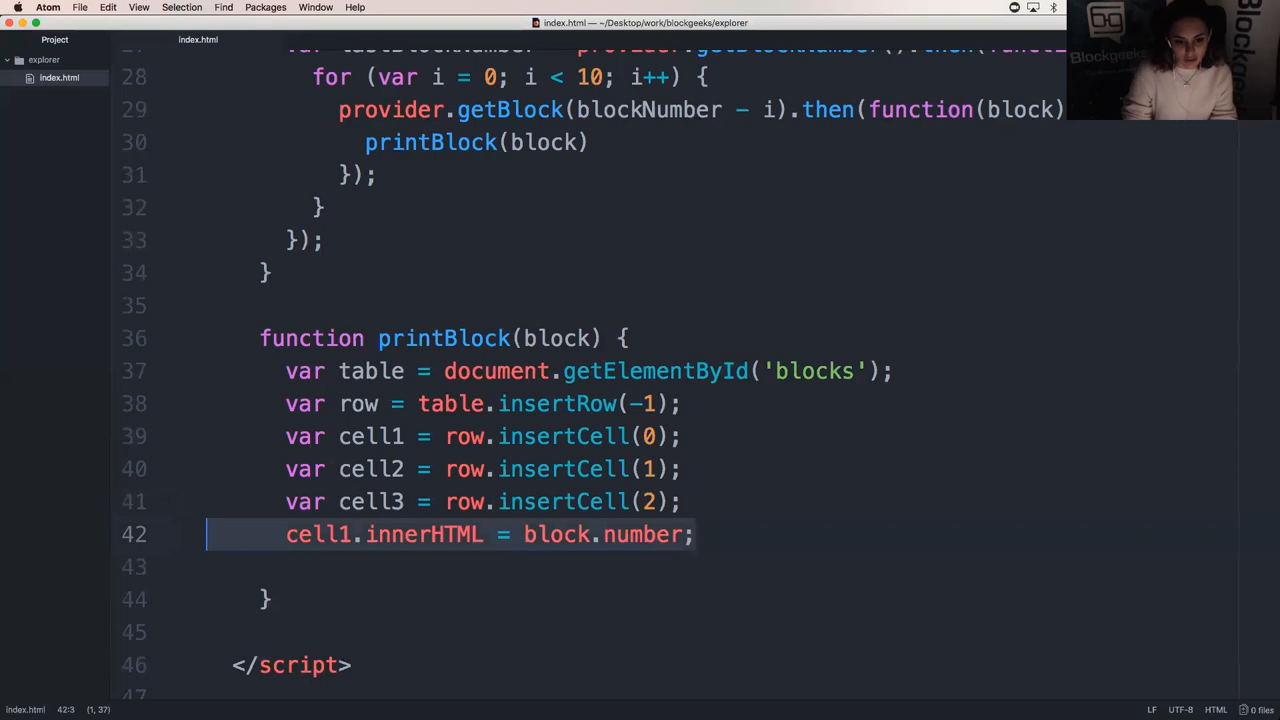 Atom File Edit View Selection Find Packages Window Help
index.html — ~/Desktop/work/blockgeeks/explorer
Project
index.html
explorer
index.html
28 for (var i = 0; i < 10; i++) {
29 provider.getBlock(blockNumber - i).then(function(block)
30 printBlock(block)
31 });
32 }
33 });
34 }
35
36 function printBlock(block) {
37 var table = document.getElementById('blocks');
38 var row = table.insertRow(-1);
39 var cell1 = row.insertCell(0);
40 var cell2 = row.insertCell(1);
41 var cell3 = row.insertCell(2);
42 cell1.innerHTML = block.number;
43
44 }
45
46 </script>
47
index.html 42:3 (1, 37) LF UTF-8 HTML 0 files
Blockgeeks